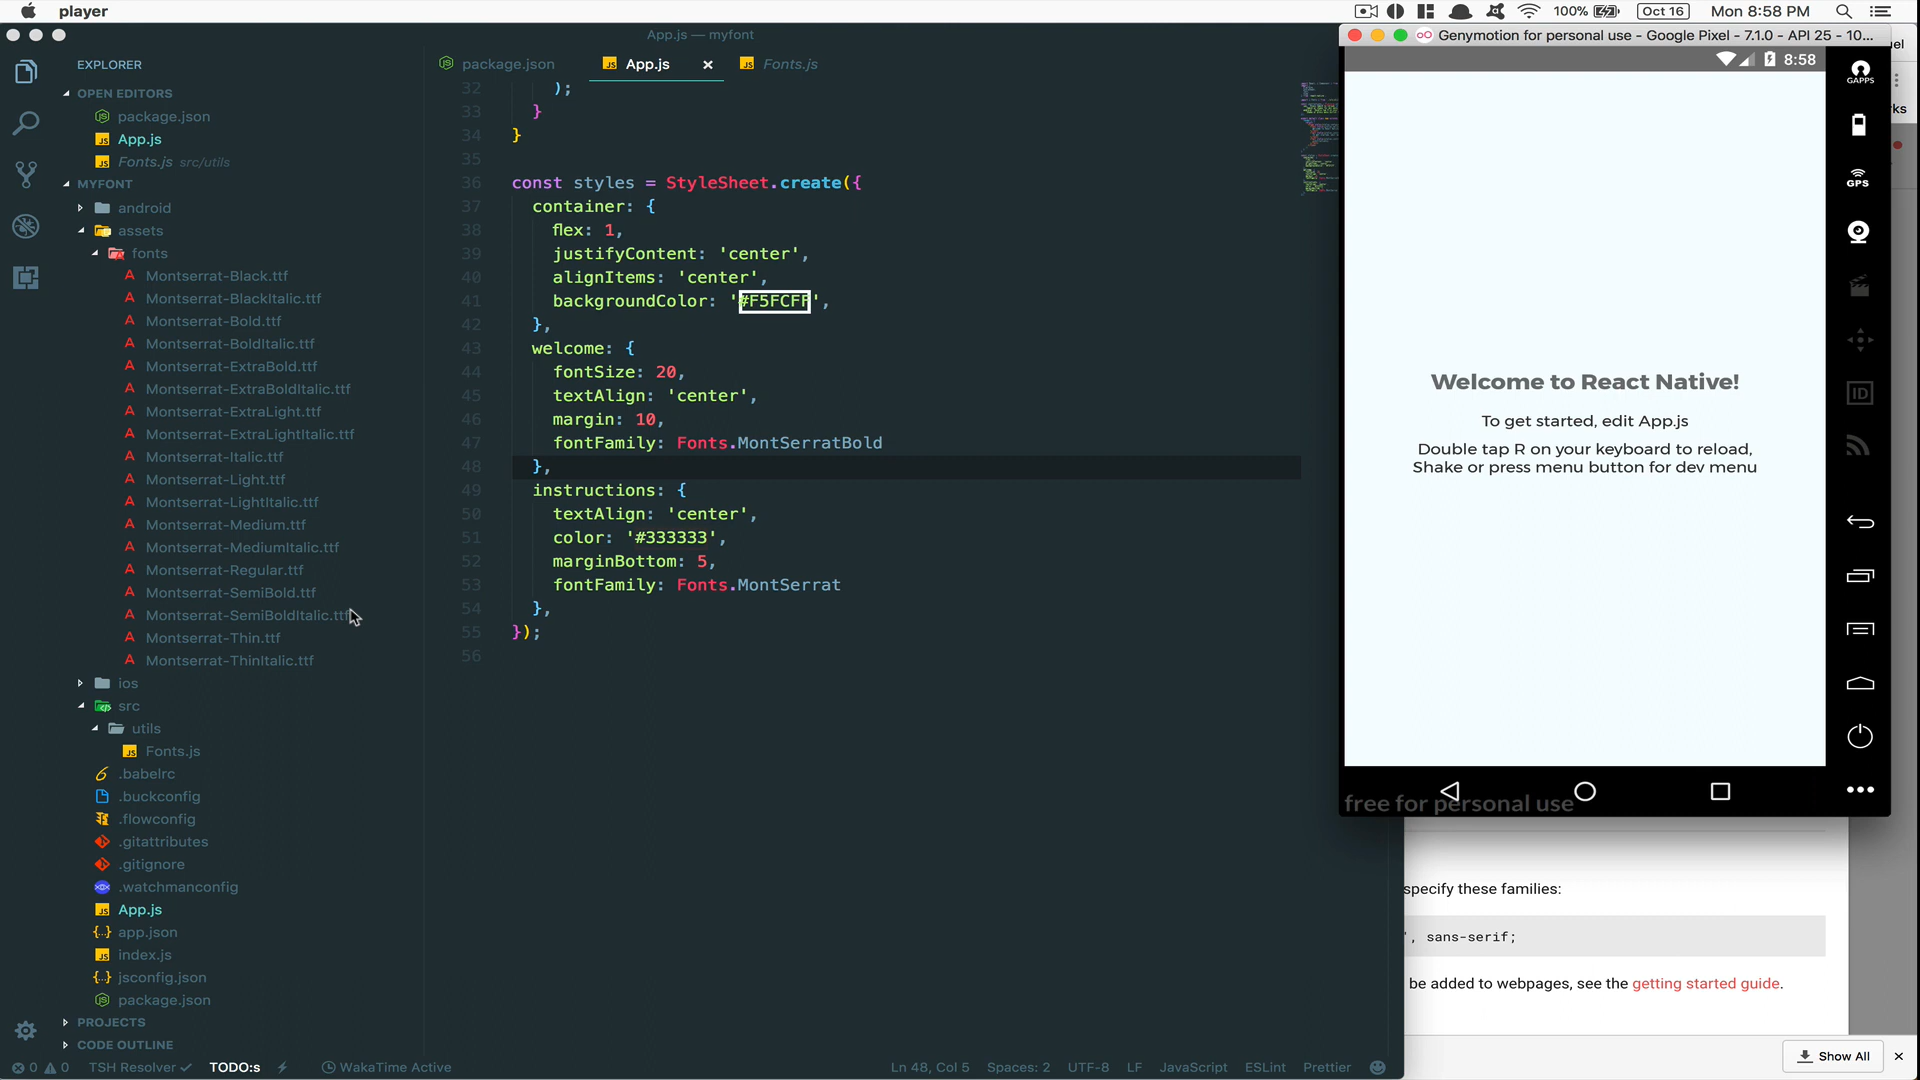 player
100%
Oct 16
Mon 8:58 PM
App.js — myfont
EXPLORER
OPEN EDITORS
package.json
App.js
Fonts.js src/utils
MYFONT
android
assets
fonts
Montserrat-Black.ttf
Montserrat-BlackItalic.ttf
Montserrat-Bold.ttf
Montserrat-BoldItalic.ttf
Montserrat-ExtraBold.ttf
Montserrat-ExtraBoldItalic.ttf
Montserrat-ExtraLight.ttf
Montserrat-ExtraLightItalic.ttf
Montserrat-Italic.ttf
Montserrat-Light.ttf
Montserrat-LightItalic.ttf
Montserrat-Medium.ttf
Montserrat-MediumItalic.ttf
Montserrat-Regular.ttf
Montserrat-SemiBold.ttf
Montserrat-SemiBoldItalic.ttf
Montserrat-Thin.ttf
Montserrat-ThinItalic.ttf
ios
src
utils
Fonts.js
.babelrc
.buckconfig
.flowconfig
.gitattributes
.gitignore
.watchmanconfig
App.js
app.json
index.js
jsconfig.json
package.json
PROJECTS
CODE OUTLINE
package.json App.js × Fonts.js
32 );
33 }
34 }
35
36 const styles = StyleSheet.create({
37 container: {
38 flex: 1,
39 justifyContent: 'center',
40 alignItems: 'center',
41 backgroundColor: '#F5FCFF',
42 },
43 welcome: {
44 fontSize: 20,
45 textAlign: 'center',
46 margin: 10,
47 fontFamily: Fonts.MontSerratBold
48 },
49 instructions: {
50 textAlign: 'center',
51 color: '#333333',
52 marginBottom: 5,
53 fontFamily: Fonts.MontSerrat
54 },
55 });
56
0 0 TSH Resolver ✓ TODO:s WakaTime Active
Ln 48, Col 5 Spaces: 2 UTF-8 LF JavaScript ESLint Prettier
Genymotion for personal use - Google Pixel - 7.1.0 - API 25 - 10...
8:58
Welcome to React Native!
To get started, edit App.js
Double tap R on your keyboard to reload,
Shake or press menu button for dev menu
free for personal use
GAPPS
GPS
ID
specify these families:
', sans-serif;
be added to webpages, see the getting started guide.
Show All